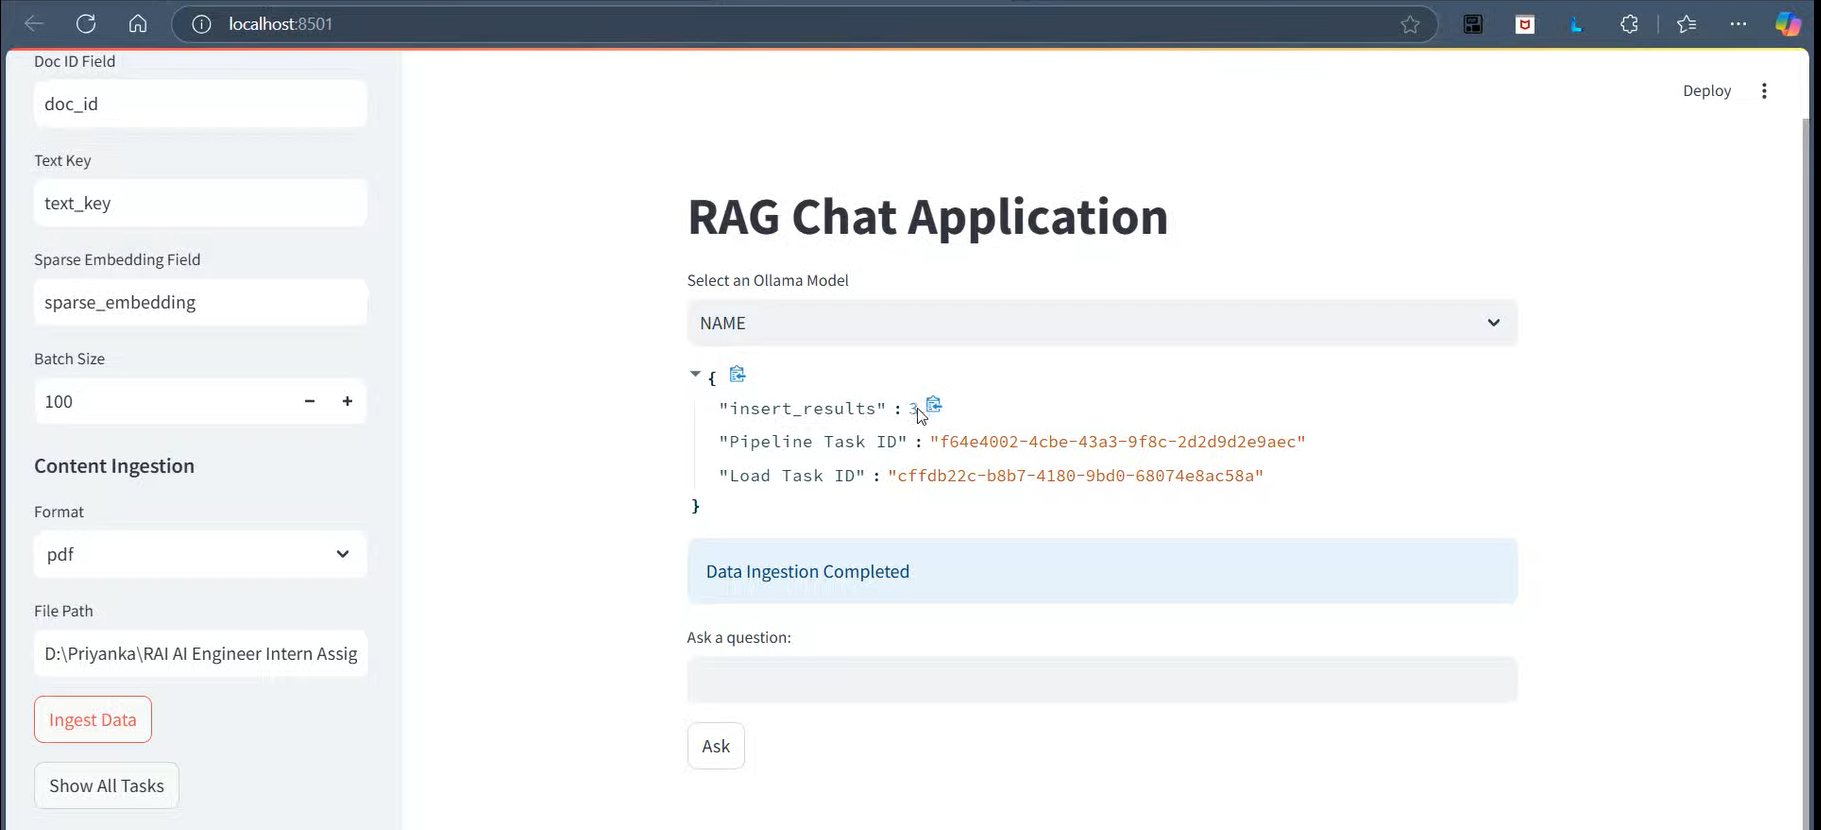 localhost:8501
Doc ID Field
doc_id
Text Key
text_key
Sparse Embedding Field
sparse_embedding
Batch Size
100
Content Ingestion
Format
pdf
File Path
D:\Priyanka\RAI AI Engineer Intern Assig
Ingest Data
Show All Tasks
Deploy
RAG Chat Application
Select an Ollama Model
NAME
{
"insert_results" : 3
"Pipeline Task ID" : "f64e4002-4cbe-43a3-9f8c-2d2d9d2e9aec"
"Load Task ID" : "cffdb22c-b8b7-4180-9bd0-68074e8ac58a"
}
Data Ingestion Completed
Ask a question:
Ask